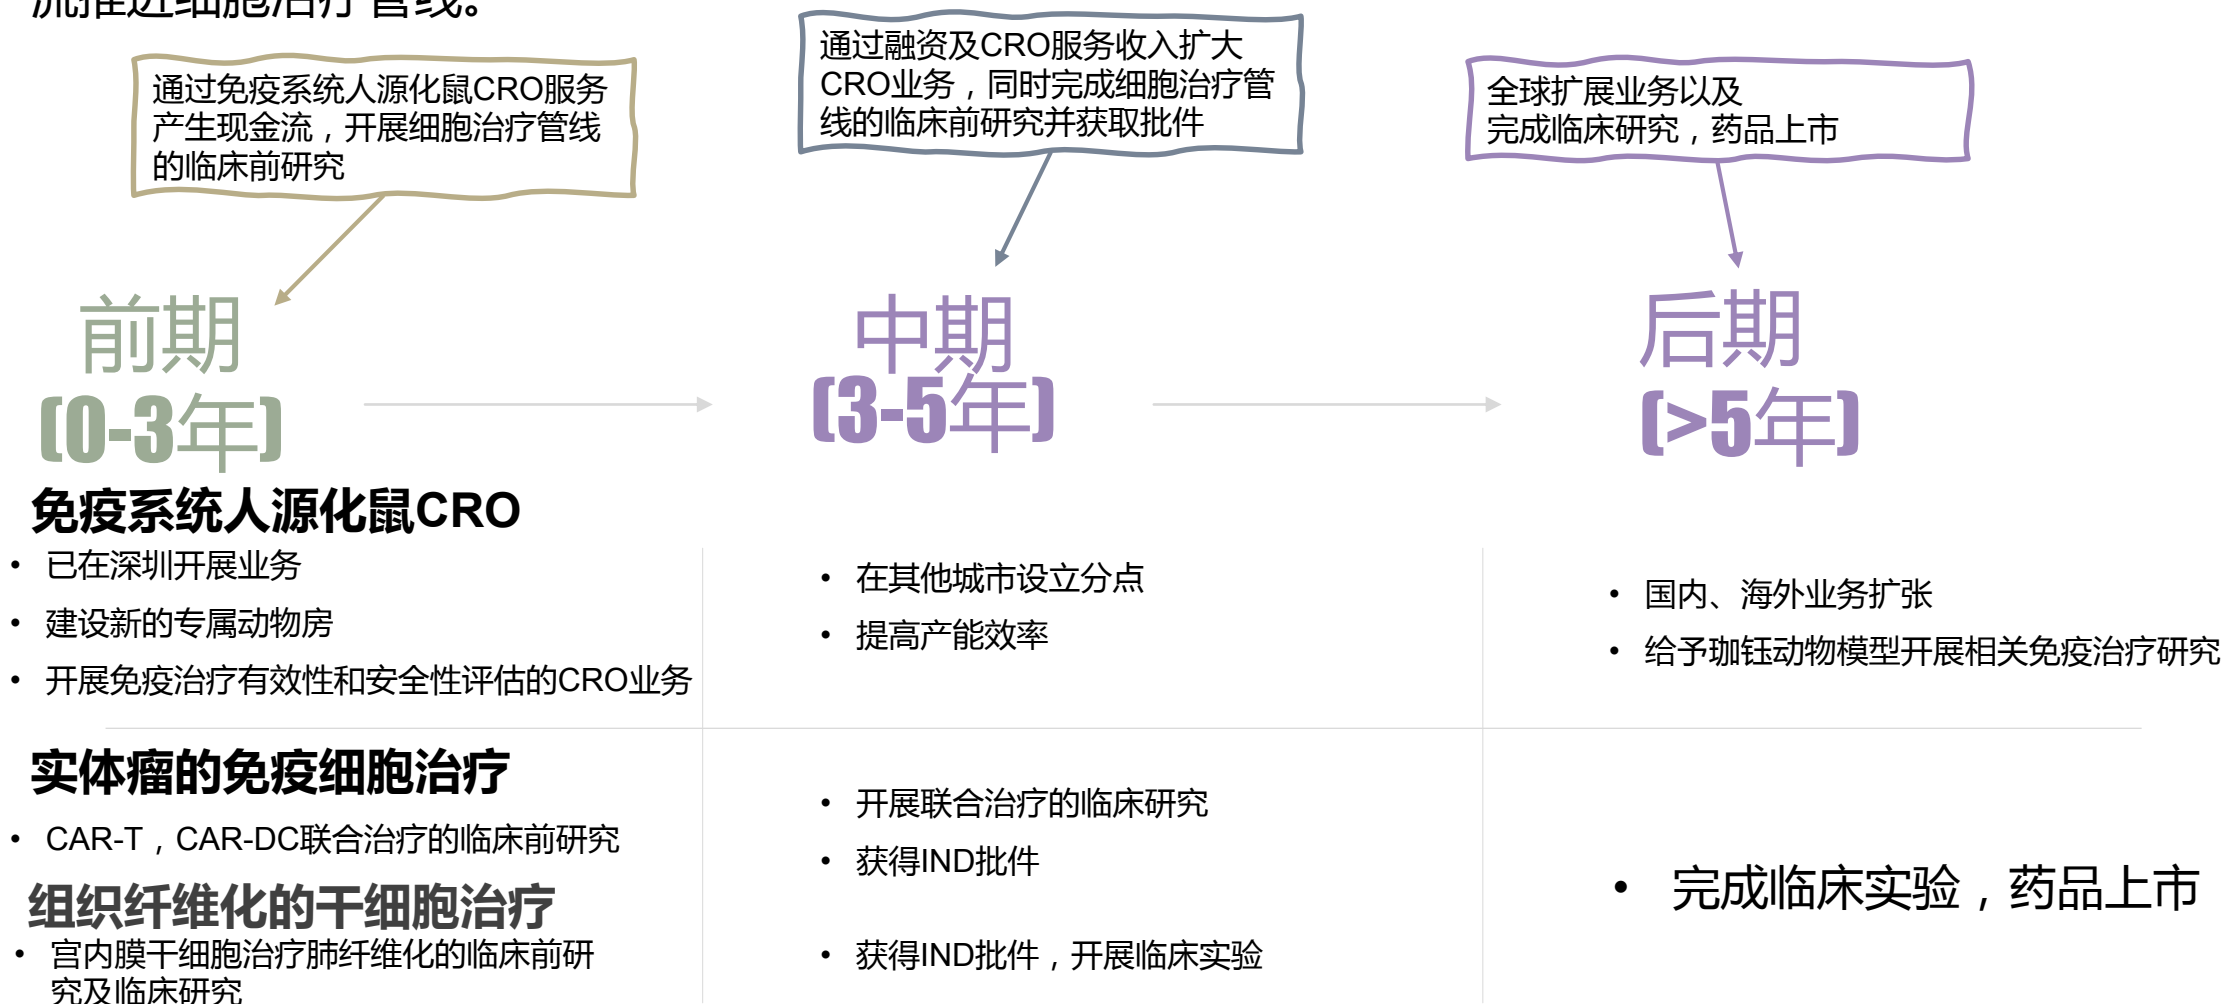 流推进细胞治疗管线。
通过免疫系统人源化鼠CRO服务
产生现金流，开展细胞治疗管线
的临床前研究
通过融资及CRO服务收入扩大
CRO业务，同时完成细胞治疗管
线的临床前研究并获取批件
全球扩展业务以及
完成临床研究，药品上市
前期
(0-3年)
中期
(3-5年)
后期
(>5年)
免疫系统人源化鼠CRO
• 已在深圳开展业务
• 建设新的专属动物房
• 开展免疫治疗有效性和安全性评估的CRO业务
• 在其他城市设立分点
• 提高产能效率
• 国内、海外业务扩张
• 给予珈钰动物模型开展相关免疫治疗研究
实体瘤的免疫细胞治疗
• CAR-T，CAR-DC联合治疗的临床前研究
组织纤维化的干细胞治疗
• 宫内膜干细胞治疗肺纤维化的临床前研
究及临床研究
• 开展联合治疗的临床研究
• 获得IND批件
• 获得IND批件，开展临床实验
• 完成临床实验，药品上市